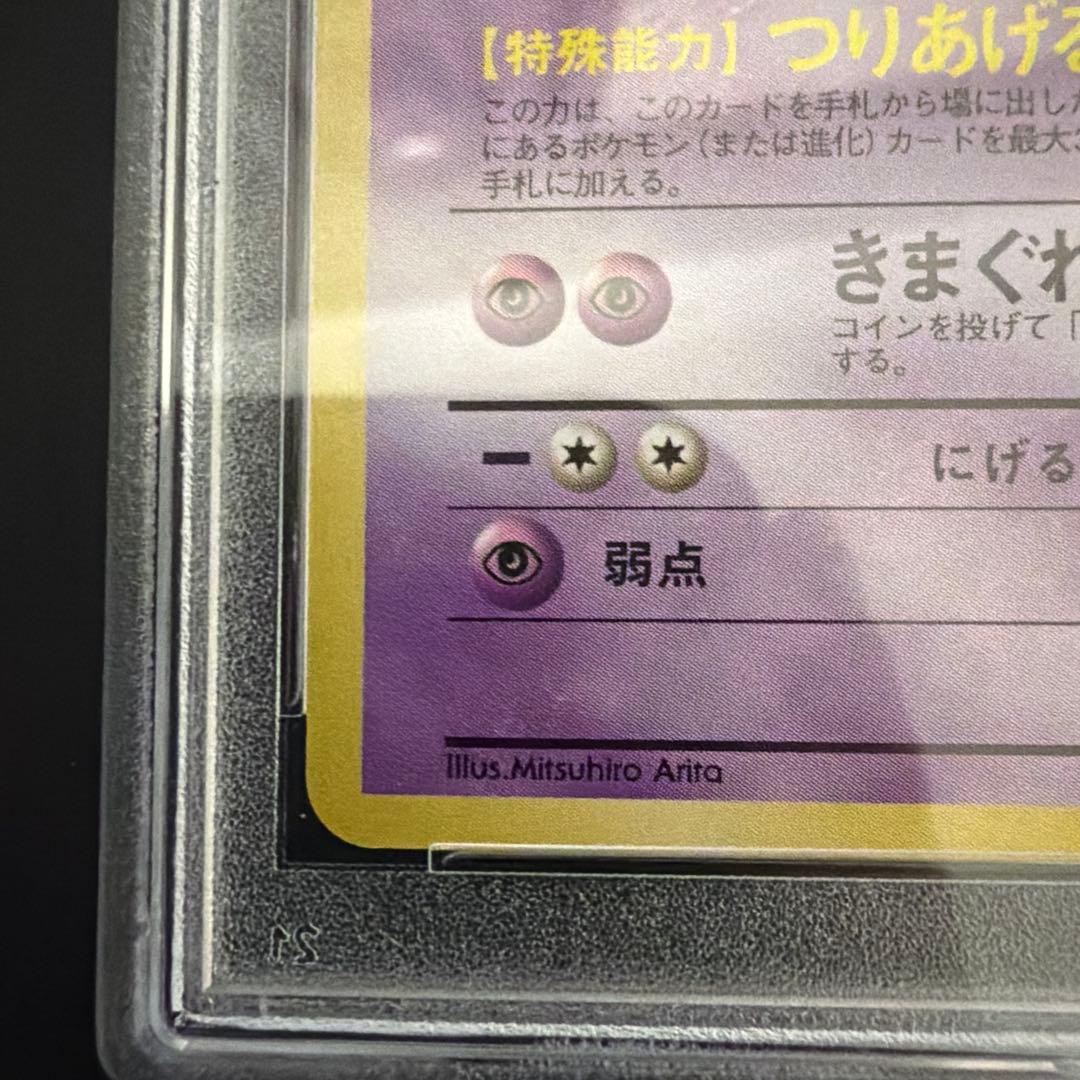 【特殊能力】つりあげる
この力は、このカードを手札から場に出した
にあるポケモン（または進化）カードを最大3
手札に加える。
きまぐれ
コインを投げて「
する。
にげる
弱点
Illus.Mitsuhiro Arita
21